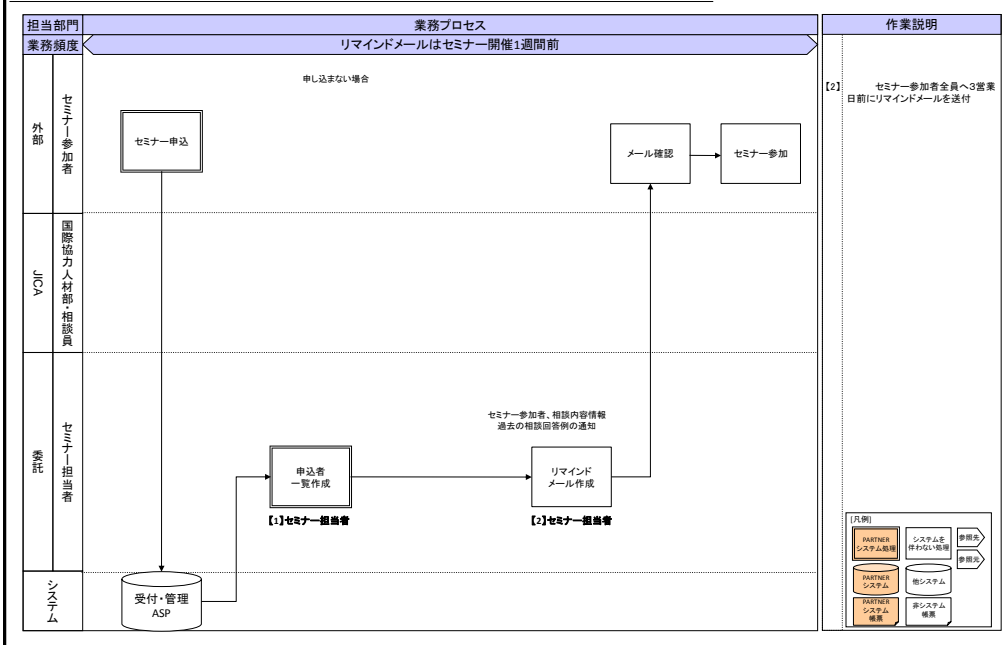 担当部門
業務プロセス
作業説明
業務頻度
リマインドメールはセミナー開催1週間前
外部
セミナー参加者
申し込まない場合
セミナー申込
メール確認
セミナー参加
【2】 セミナー参加者全員へ3営業
日前にリマインドメールを送付
JICA
国際協力人材部・相談員
委託
セミナー担当者
セミナー参加者、相談内容情報
過去の相談回答例の通知
申込者
一覧作成
【1】セミナー担当者
リマインド
メール作成
【2】セミナー担当者
システム
受付・管理
ASP
[凡例]
PARTNER
システム処理
システムを
伴わない処理
参照先
参照元
PARTNER
システム
他システム
PARTNER
システム
帳票
非システム
帳票